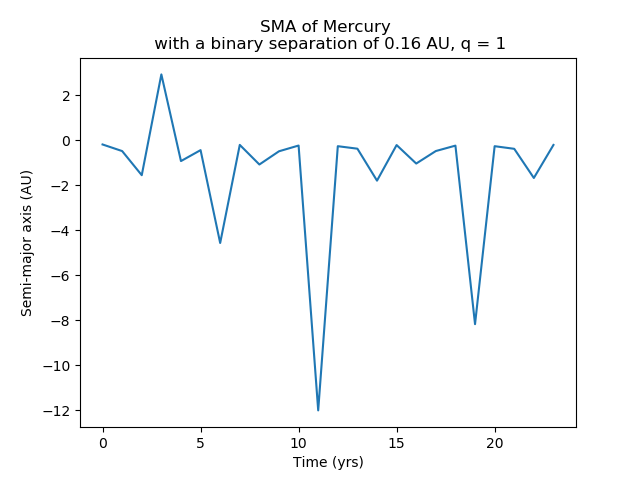 SMA of Mercury
with a binary separation of 0.16 AU, q = 1
Semi-major axis (AU)
2
0
−2
−4
−6
−8
−10
−12
0 5 10 15 20
Time (yrs)